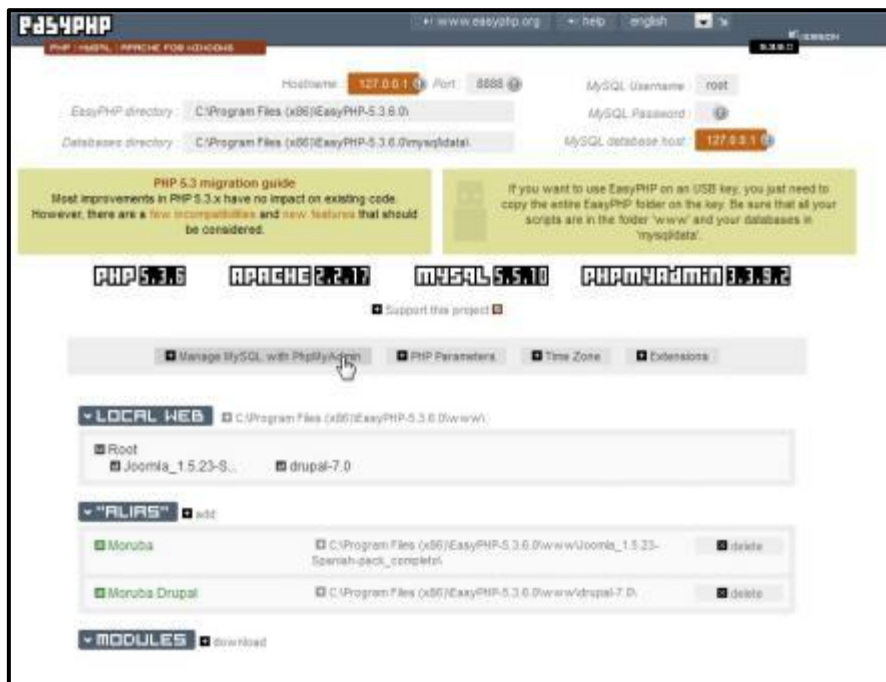 EasyPHP
www.easyphp.org help english
VERSION
PHP | MySQL | APACHE FOR WINDOWS 5.3.6.0
Hostname : 127.0.0.1 Port : 8888 MySQL Username : root
EasyPHP directory : C:\Program Files (x86)\EasyPHP-5.3.6.0\ MySQL Password :
Databases directory : C:\Program Files (x86)\EasyPHP-5.3.6.0\mysql\data\ MySQL database host : 127.0.0.1
PHP 5.3 migration guide
Most improvements in PHP 5.3.x have no impact on existing code.
However, there are a few incompatibilities and new features that should
be considered.
If you want to use EasyPHP on an USB key, you just need to
copy the entire EasyPHP folder on the key. Be sure that all your
scripts are in the folder 'www' and your databases in
'mysql\data'.
PHP 5.3.6 APACHE 2.2.17 MYSQL 5.5.10 PHPMYADMIN 3.3.9.2
Support this project
Manage MySQL with PhpMyAdmin PHP Parameters Time Zone Extensions
LOCAL WEB C:\Program Files (x86)\EasyPHP-5.3.6.0\www\
Root
Joomla_1.5.23-S... drupal-7.0
"ALIAS" add
Moruba C:\Program Files (x86)\EasyPHP-5.3.6.0\www\Joomla_1.5.23-
Spanish-pack_completo\ delete
Moruba Drupal C:\Program Files (x86)\EasyPHP-5.3.6.0\www\drupal-7.0\ delete
MODULES download